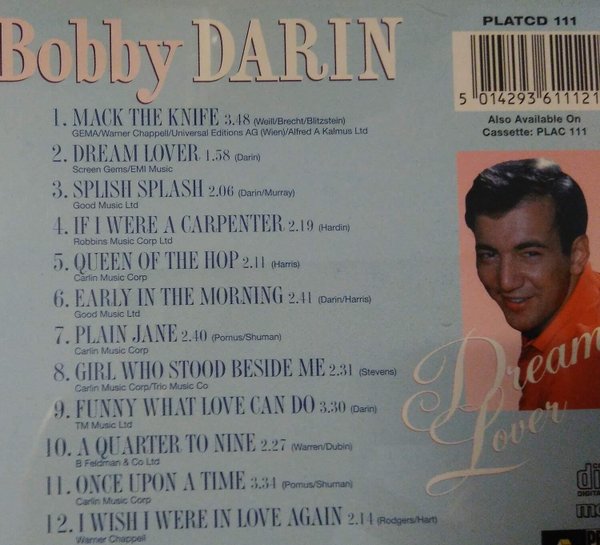 Bobby DARIN
PLATCD 111
5 014293 611121
Also Available On
Cassette: PLAC 111
1. MACK THE KNIFE 3.48 (Weill/Brecht/Blitzstein)
GEMA/Warner Chappell/Universal Editions AG (Wien)/Alfred A Kalmus Ltd
2. DREAM LOVER 1.58 (Darin)
Screen Gems/EMI Music
3. SPLISH SPLASH 2.06 (Darin/Murray)
Good Music Ltd
4. IF I WERE A CARPENTER 2.19 (Hardin)
Robbins Music Corp Ltd
5. QUEEN OF THE HOP 2.11 (Harris)
Carlin Music Corp
6. EARLY IN THE MORNING 2.41 (Darin/Harris)
Good Music Ltd
7. PLAIN JANE 2.40 (Pomus/Shuman)
Carlin Music Corp
8. GIRL WHO STOOD BESIDE ME 2.31 (Stevens)
Carlin Music Corp/Trio Music Co
9. FUNNY WHAT LOVE CAN DO 3.30 (Darin)
TM Music Ltd
10. A QUARTER TO NINE 2.27 (Warren/Dubin)
B Feldman & Co Ltd
11. ONCE UPON A TIME 3.34 (Pomus/Shuman)
Carlin Music Corp
12. I WISH I WERE IN LOVE AGAIN 2.14 (Rodgers/Hart)
Warner Chappell
Dream
Lover